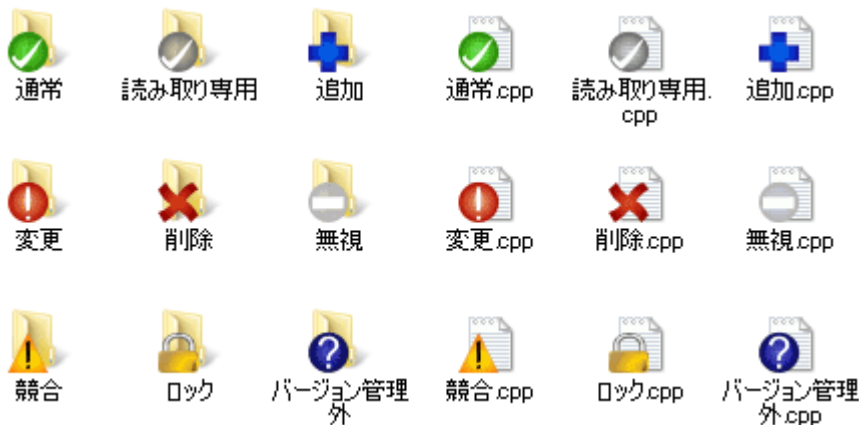 通常
読み取り専用
追加
通常.cpp
読み取り専用.
cpp
追加.cpp
変更
削除
無視
変更.cpp
削除.cpp
無視.cpp
競合
ロック
バージョン管理
外
競合.cpp
ロック.cpp
バージョン管理
外.cpp